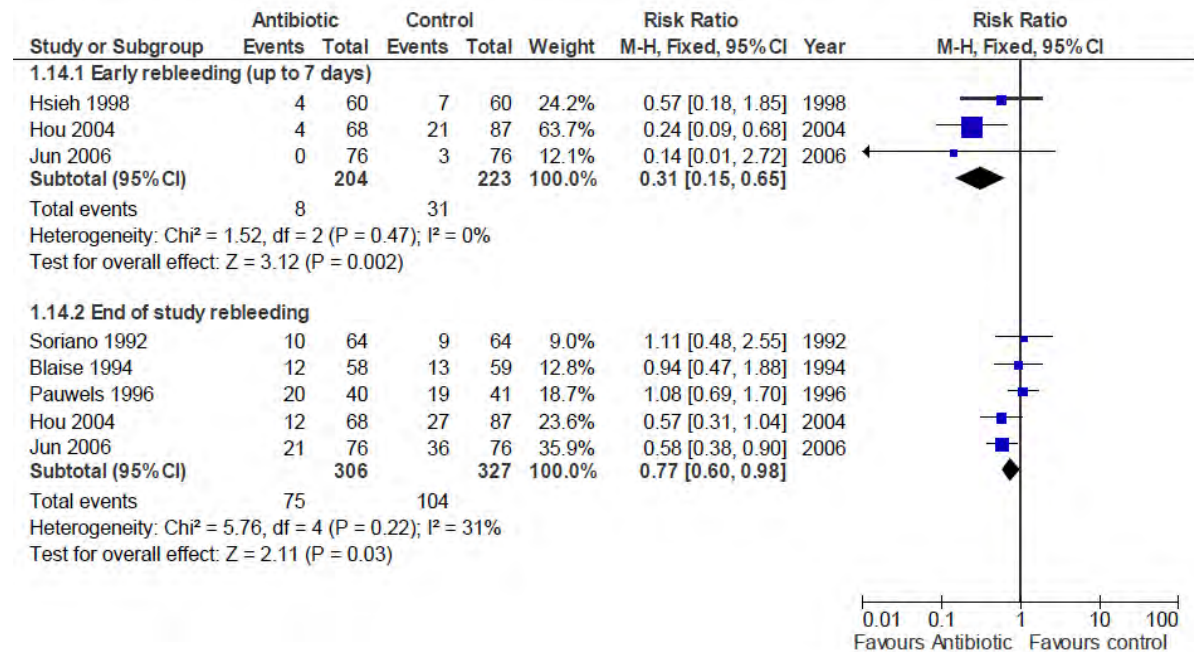 Antibiotic Control Risk Ratio Risk Ratio
Study or Subgroup Events Total Events Total Weight M-H, Fixed, 95% CI Year M-H, Fixed, 95% CI
1.14.1 Early rebleeding (up to 7 days)
Hsieh 1998 4 60 7 60 24.2% 0.57 [0.18, 1.85] 1998
Hou 2004 4 68 21 87 63.7% 0.24 [0.09, 0.68] 2004
Jun 2006 0 76 3 76 12.1% 0.14 [0.01, 2.72] 2006
Subtotal (95% CI) 204 223 100.0% 0.31 [0.15, 0.65]
Total events 8 31
Heterogeneity: Chi² = 1.52, df = 2 (P = 0.47); I² = 0%
Test for overall effect: Z = 3.12 (P = 0.002)
1.14.2 End of study rebleeding
Soriano 1992 10 64 9 64 9.0% 1.11 [0.48, 2.55] 1992
Blaise 1994 12 58 13 59 12.8% 0.94 [0.47, 1.88] 1994
Pauwels 1996 20 40 19 41 18.7% 1.08 [0.69, 1.70] 1996
Hou 2004 12 68 27 87 23.6% 0.57 [0.31, 1.04] 2004
Jun 2006 21 76 36 76 35.9% 0.58 [0.38, 0.90] 2006
Subtotal (95% CI) 306 327 100.0% 0.77 [0.60, 0.98]
Total events 75 104
Heterogeneity: Chi² = 5.76, df = 4 (P = 0.22); I² = 31%
Test for overall effect: Z = 2.11 (P = 0.03)
0.01 0.1 1 10 100
Favours Antibiotic Favours control